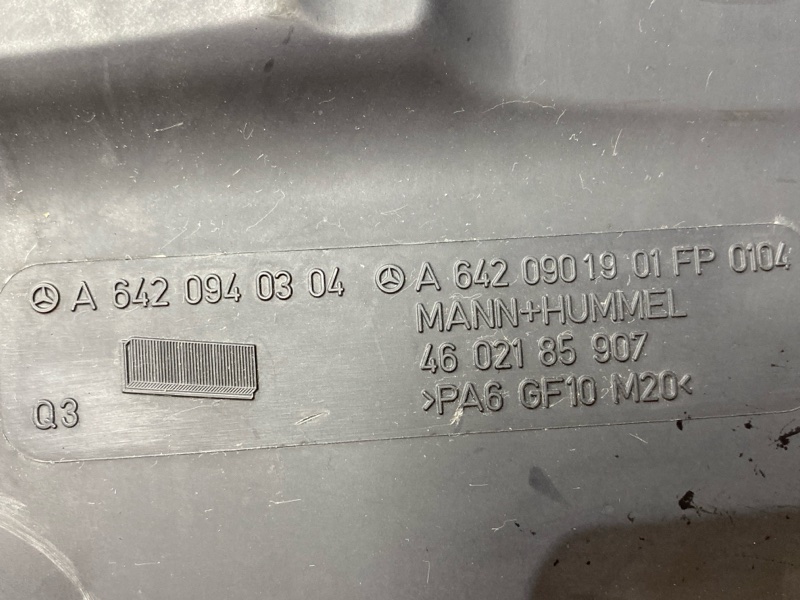 A 642 094 03 04
A 642 090 19 01 FP 0104
MANN+HUMMEL
46 021 85 907
>PA6 GF10 M20<
Q3